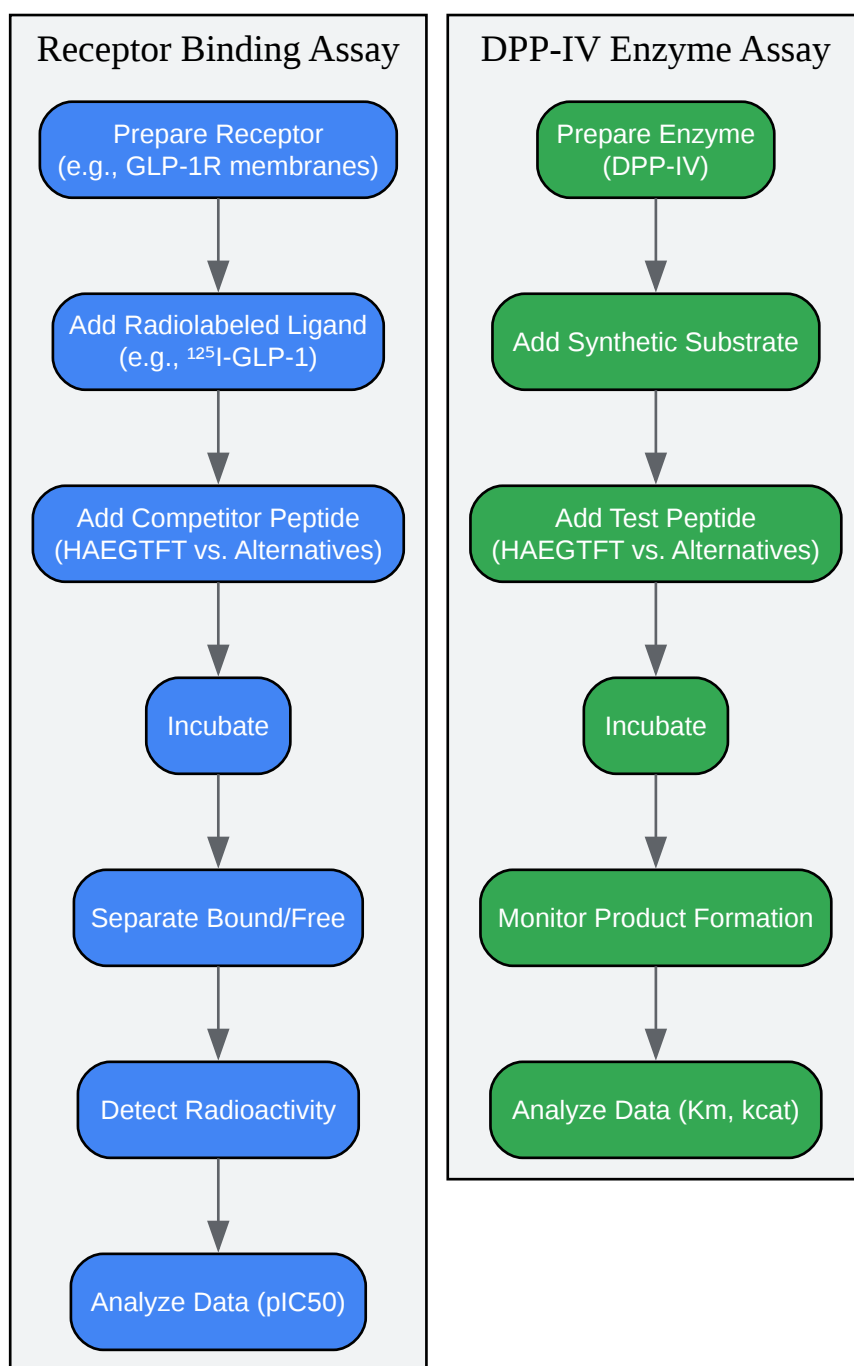 Receptor Binding Assay
Prepare Receptor
(e.g., GLP-1R membranes)
Add Radiolabeled Ligand
(e.g., ¹²⁵I-GLP-1)
Add Competitor Peptide
(HAEGTFT vs. Alternatives)
Incubate
Separate Bound/Free
Detect Radioactivity
Analyze Data (pIC50)
DPP-IV Enzyme Assay
Prepare Enzyme
(DPP-IV)
Add Synthetic Substrate
Add Test Peptide
(HAEGTFT vs. Alternatives)
Incubate
Monitor Product Formation
Analyze Data (Km, kcat)